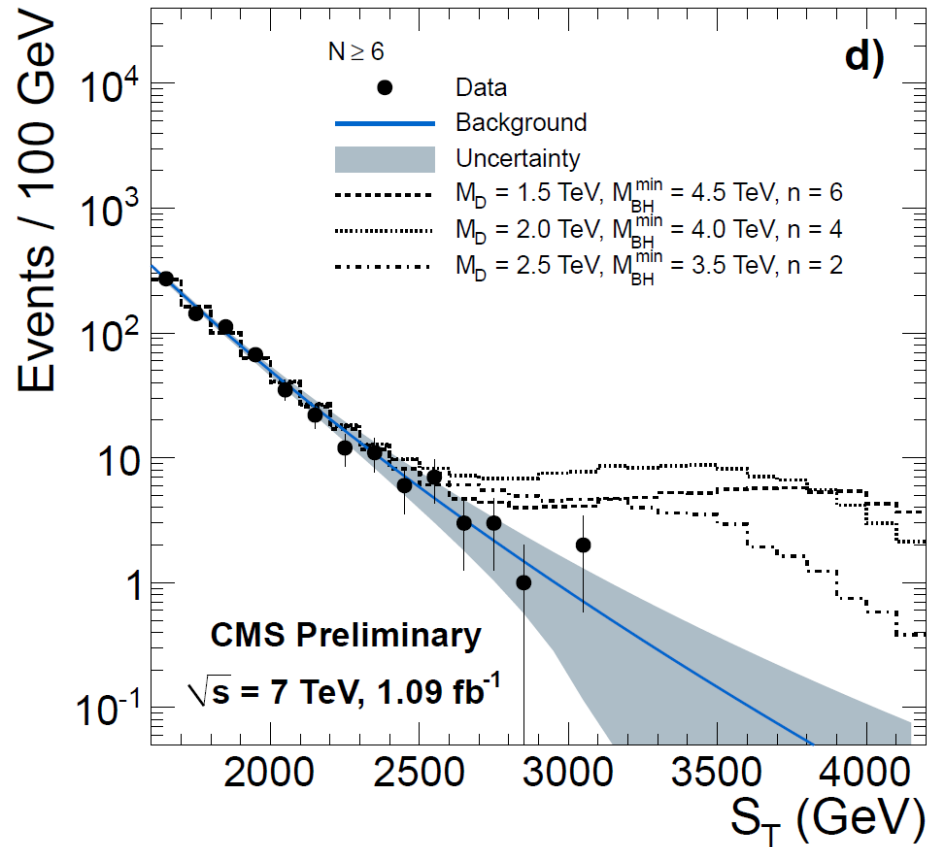 d)
N ≥ 6
Data
Background
Uncertainty
M_D = 1.5 TeV, M_BH^min = 4.5 TeV, n = 6
M_D = 2.0 TeV, M_BH^min = 4.0 TeV, n = 4
M_D = 2.5 TeV, M_BH^min = 3.5 TeV, n = 2
Events / 100 GeV
10^4
10^3
10^2
10
1
10^-1
CMS Preliminary
√s = 7 TeV, 1.09 fb^-1
2000 2500 3000 3500 4000
S_T (GeV)